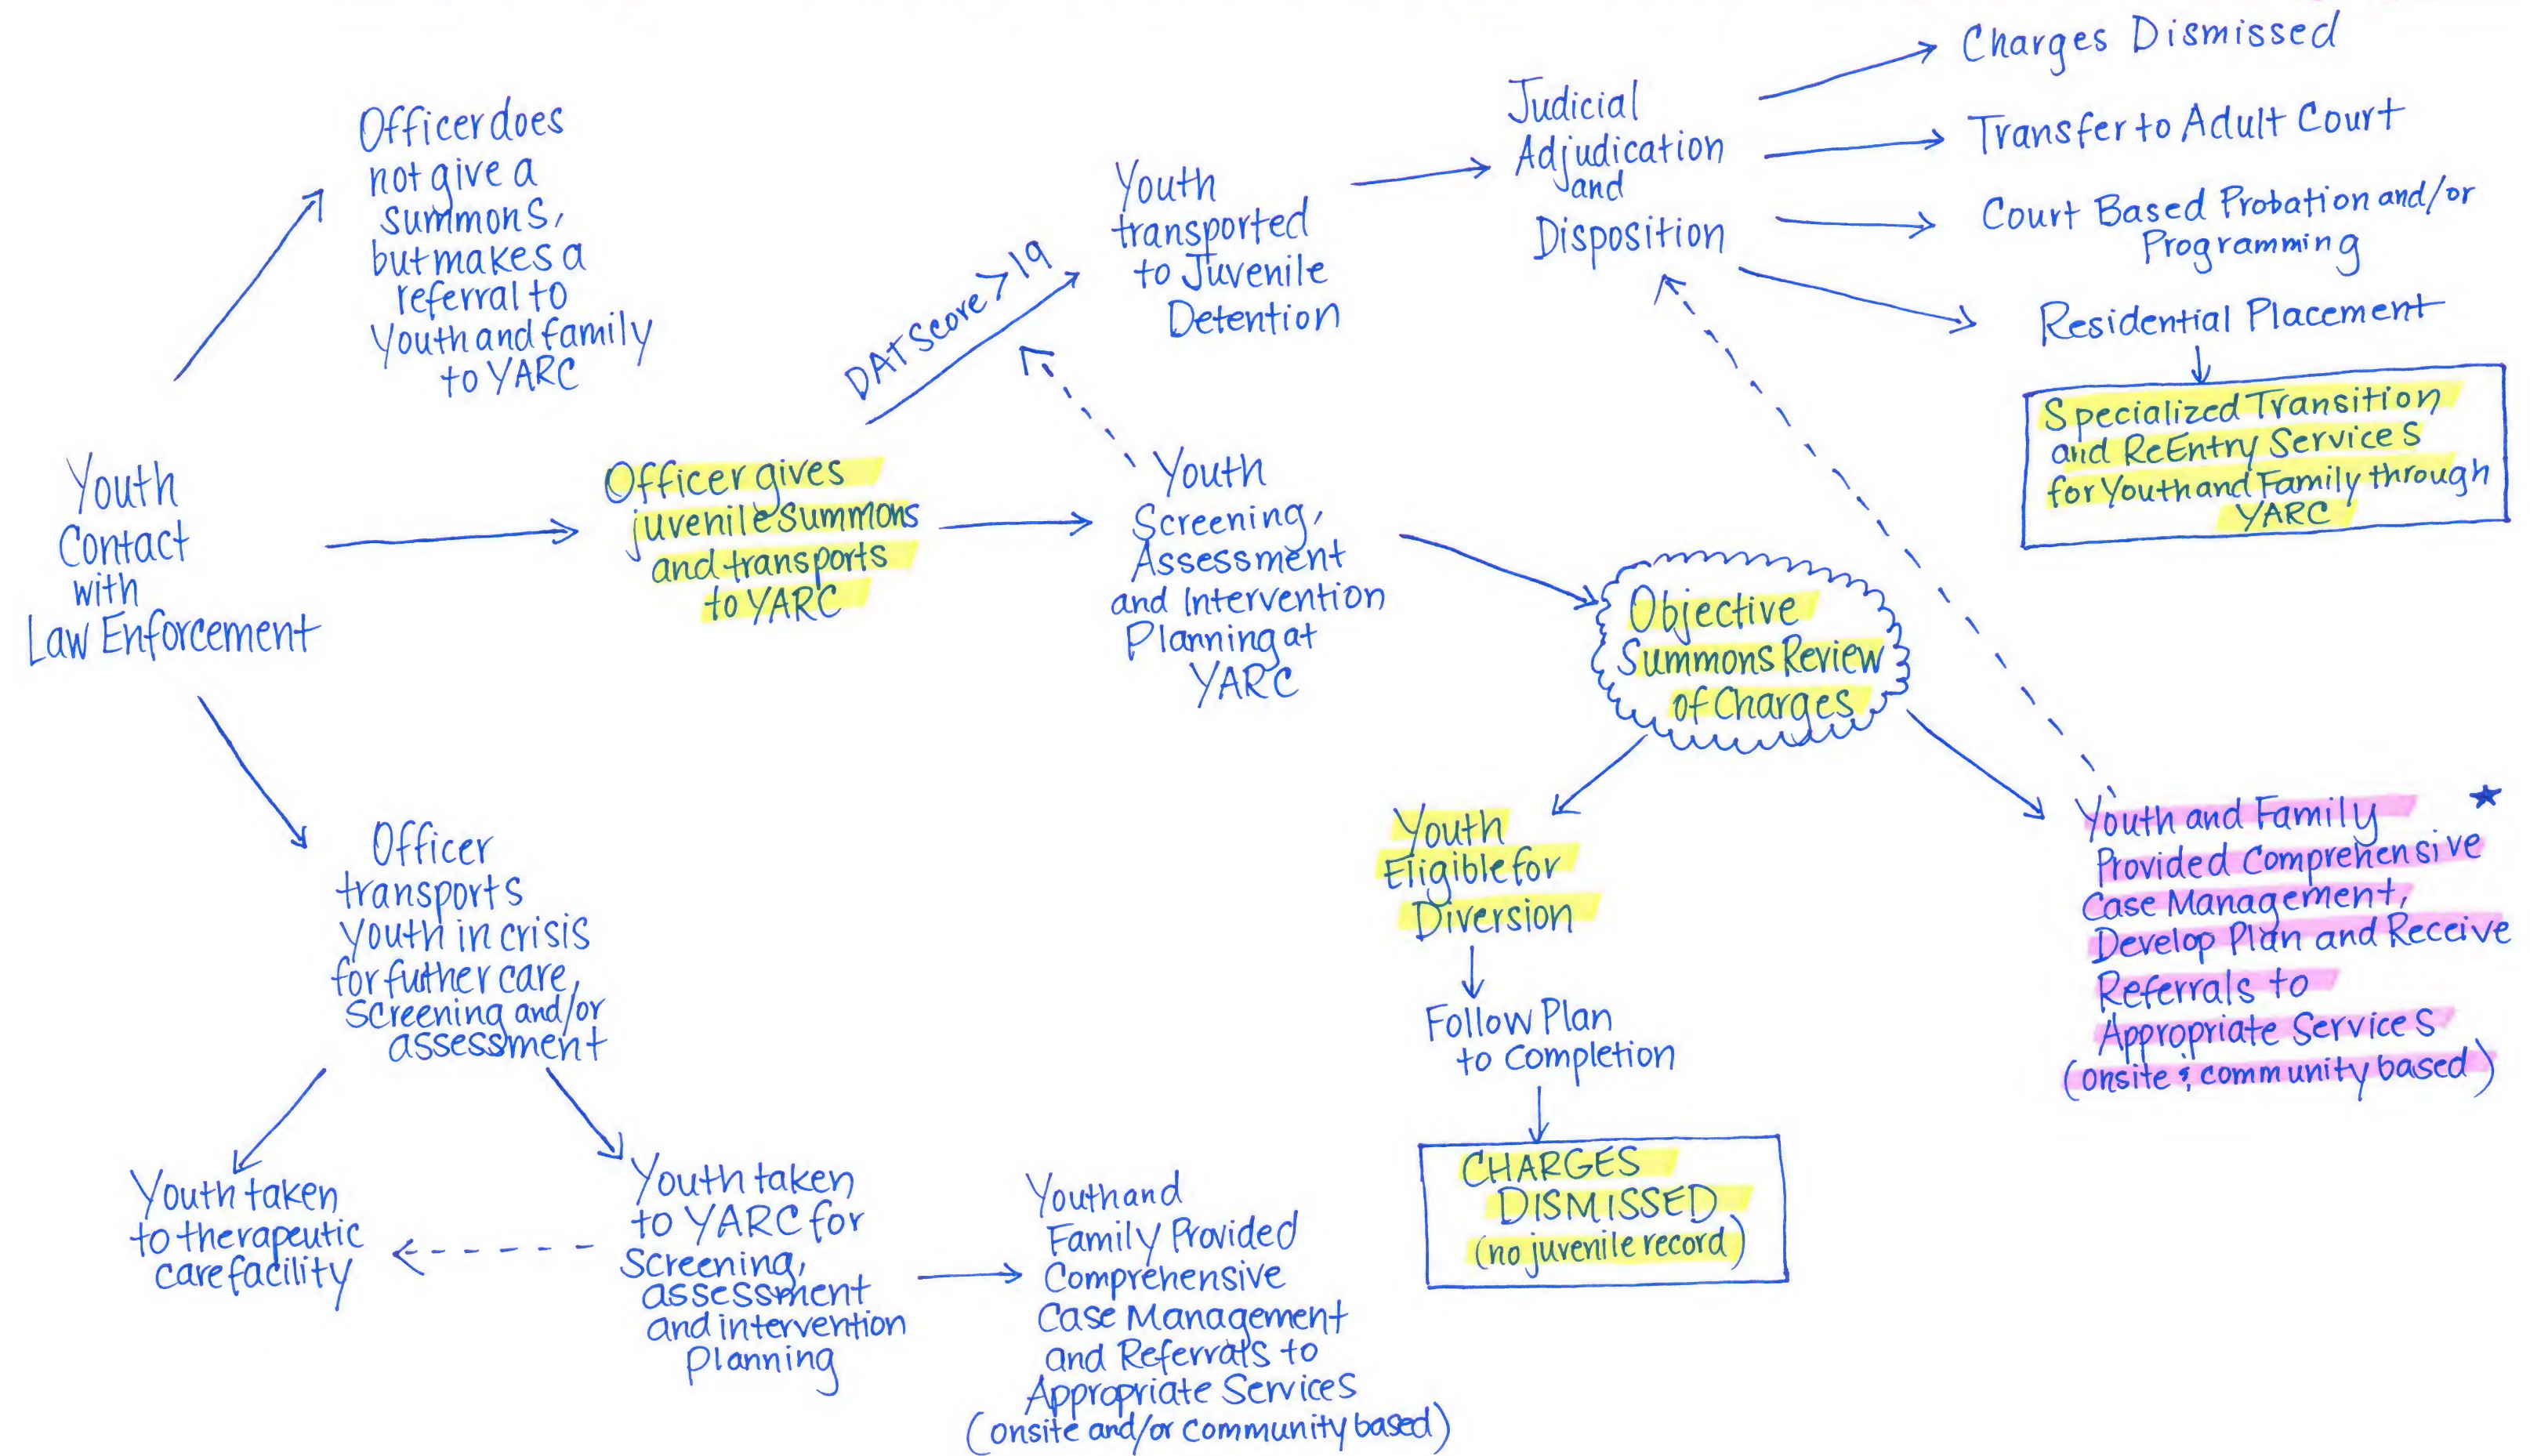 Charges Dismissed
Transfer to Adult Court
Court Based Probation and/or
Programming
Residential Placement
Specialized Transition
and ReEntry Services
for Youth and Family through
YARC
Judicial
Adjudication
and
Disposition
Youth
transported
to Juvenile
Detention
DAT Score > 19
Officer does
not give a
summons,
but makes a
referral to
Youth and family
to YARC
Youth
Contact
with
Law Enforcement
Officer gives
juvenile summons
and transports
to YARC
Youth
Screening,
Assessment
and Intervention
Planning at
YARC
Objective
Summons Review
of Charges
Youth
Eligible for
Diversion
Follow Plan
to completion
CHARGES
DISMISSED
(no juvenile record)
Youth and Family
Provided Comprehensive
Case Management,
Develop Plan and Receive
Referrals to
Appropriate Services
(onsite & community based)
Officer
transports
Youth in crisis
for futher care,
screening and/or
assessment
Youth taken
to therapeutic
care facility
Youth taken
to YARC for
Screening,
assessment
and intervention
planning
Youth and
Family Provided
Comprehensive
Case Management
and Referrals to
Appropriate Services
(onsite and/or community based)